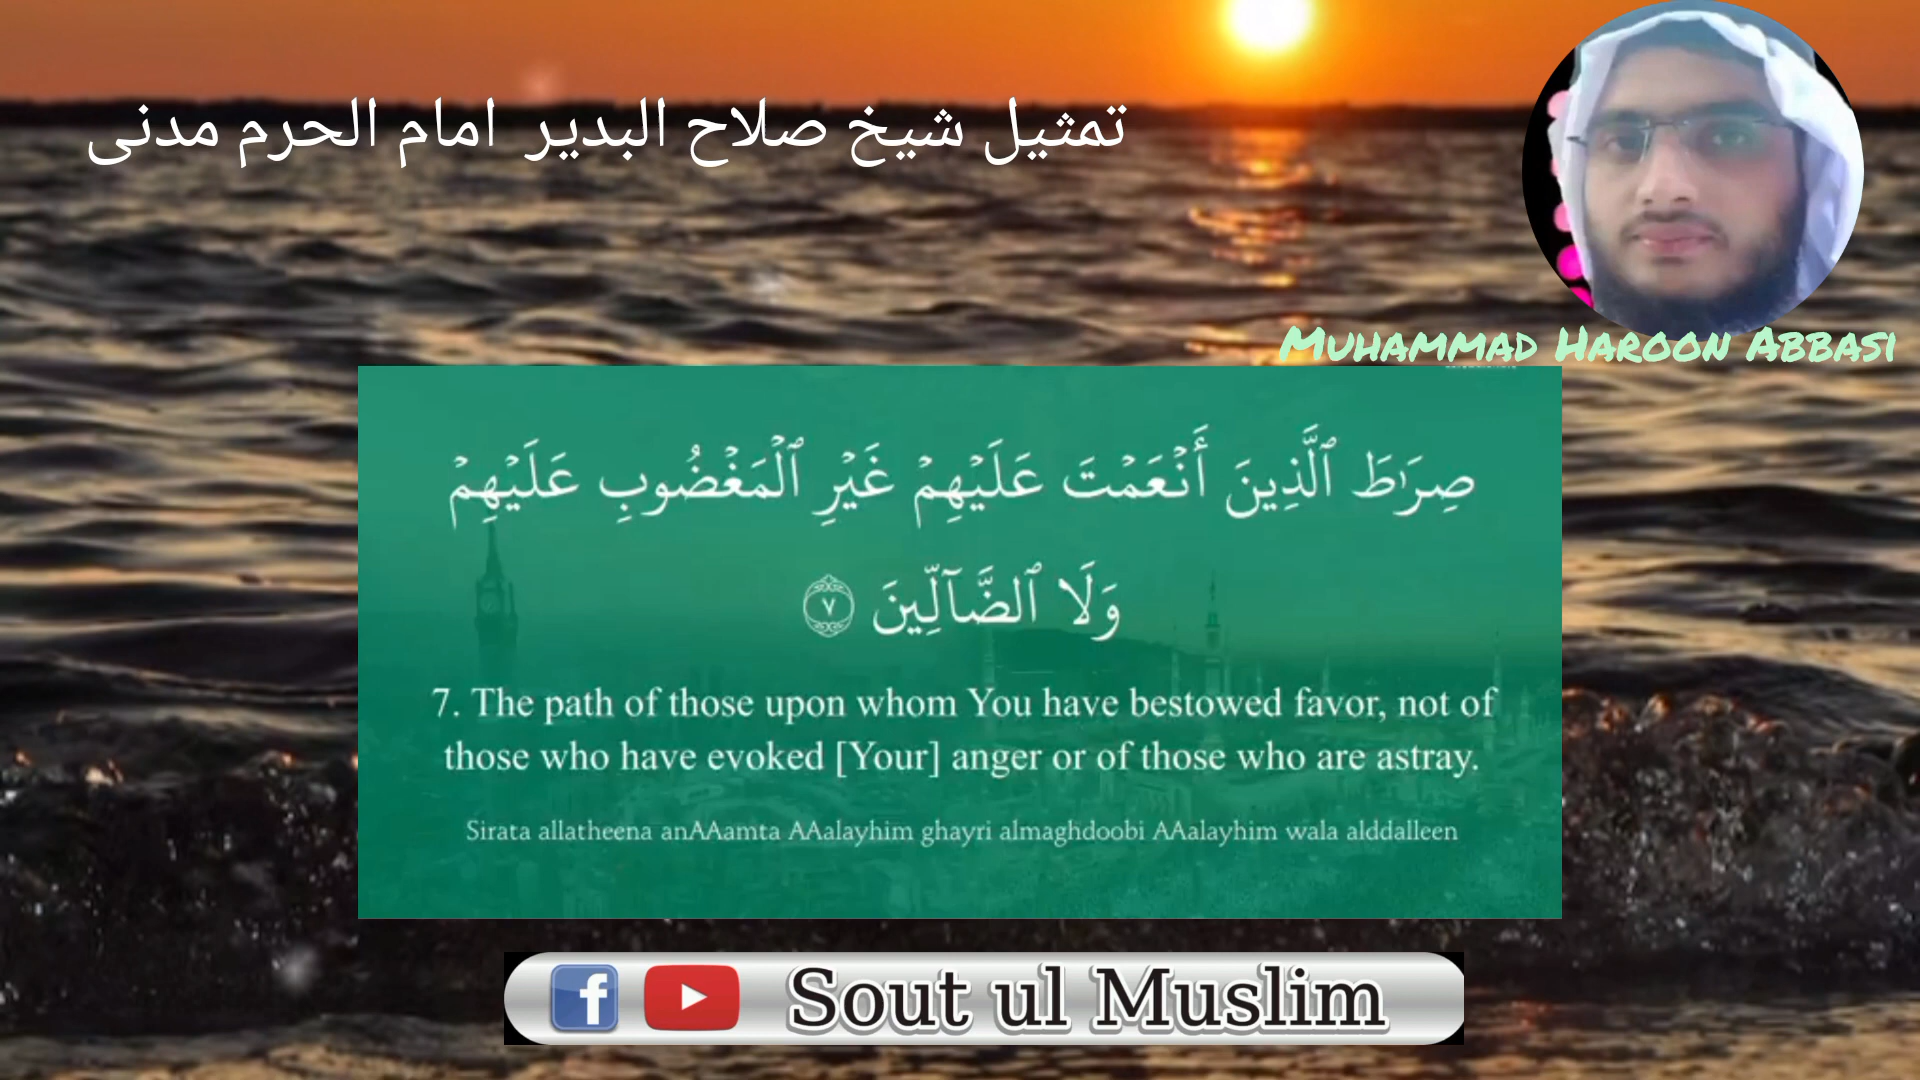 تمثیل شیخ صلاح البدیر امام الحرم مدنی
Muhammad Haroon Abbasi
صِرَٰطَ ٱلَّذِينَ أَنْعَمْتَ عَلَيْهِمْ غَيْرِ ٱلْمَغْضُوبِ عَلَيْهِمْ
وَلَا ٱلضَّآلِّينَ ٧
7. The path of those upon whom You have bestowed favor, not of
those who have evoked [Your] anger or of those who are astray.
Sirata allatheena anAAamta AAalayhim ghayri almaghdoobi AAalayhim wala alddalleen
f Sout ul Muslim